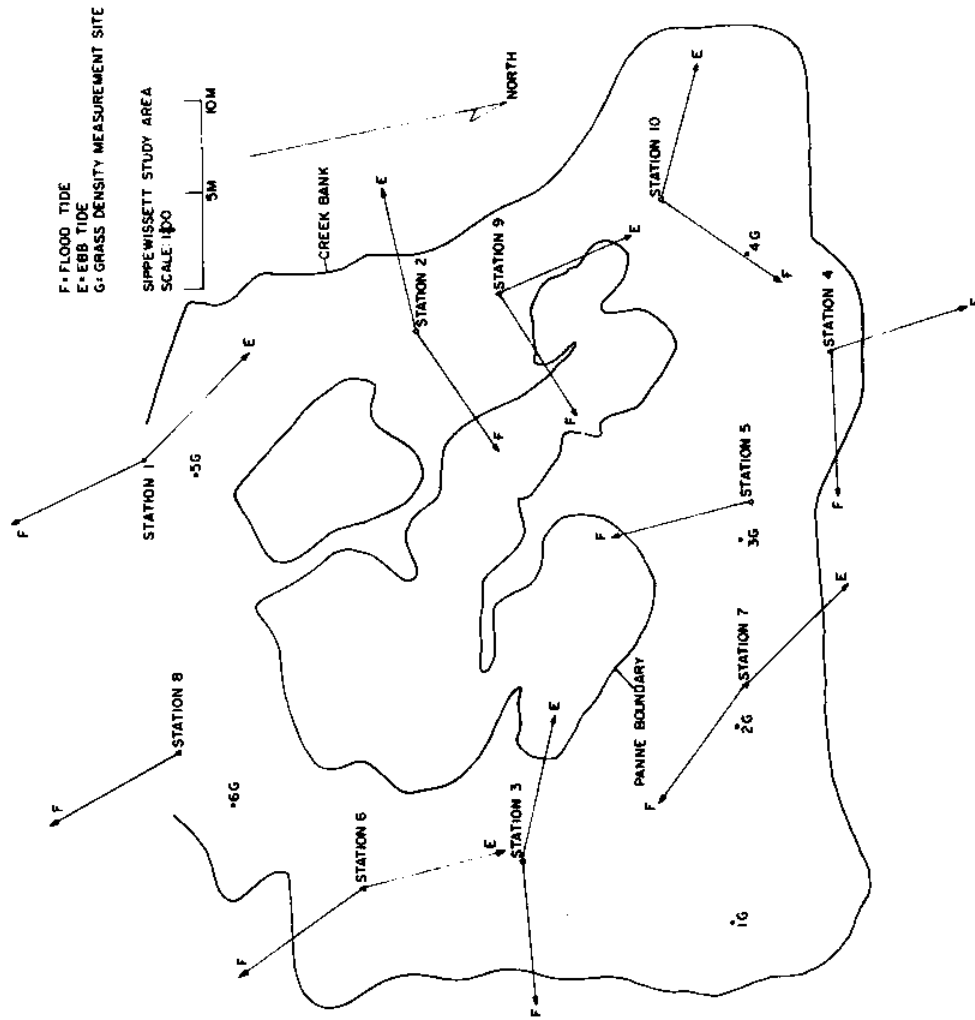 F
F
F= FLOOD TIDE
E= EBB TIDE
G= GRASS DENSITY MEASUREMENT SITE
STATION 1
SIPPEWISSETT STUDY AREA
SCALE:
STATION 8
5G
5M
10M
6G
F
E
CREEK BANK
STATION 6
E
STATION 2
E
F
STATION 9
NORTH
STATION 3
F
E
F
F
E
PANNE BOUNDARY
F
STATION 10
E
1G
2G
STATION 7
3G
STATION 5
4G
F
STATION 4
F
E